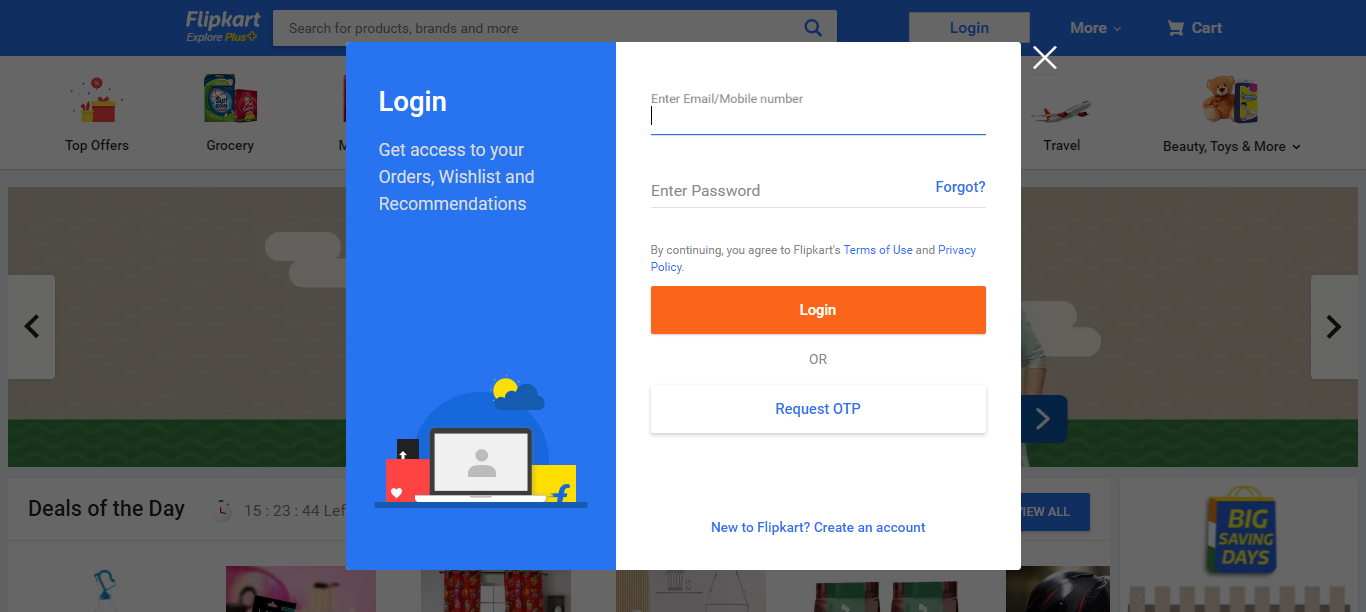 Flipkart
Explore Plus
Search for products, brands and more
Login
More
Cart
Top Offers
Grocery
M
Travel
Beauty, Toys & More
Login
Get access to your
Orders, Wishlist and
Recommendations
Enter Email/Mobile number
Enter Password
Forgot?
By continuing, you agree to Flipkart's Terms of Use and Privacy
Policy.
Login
OR
Request OTP
New to Flipkart? Create an account
Deals of the Day
15 : 23 : 44 Lef
VIEW ALL
BIG
SAVING
DAYS